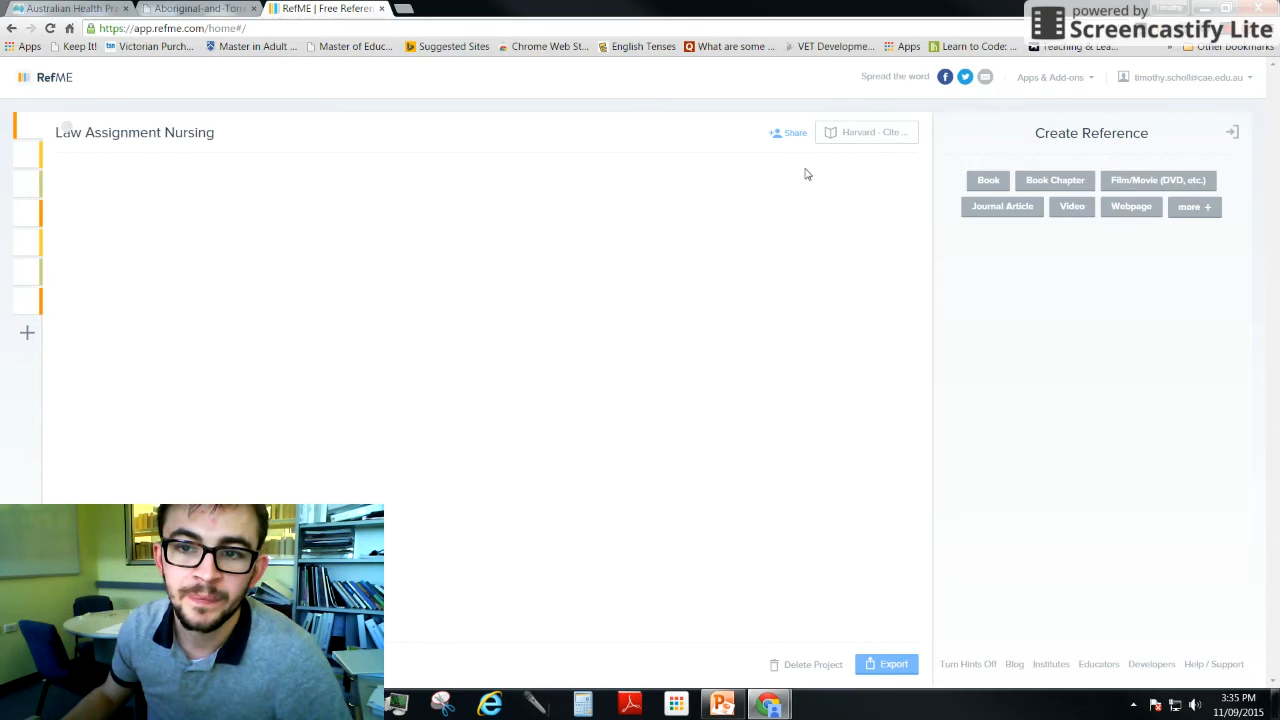 Australian Health Pra
Aboriginal-and-Torr
RefME | Free Referen
powered by
Screencastify Lite
Timothy
https://app.refme.com/home#/
Apps
Keep It!
Victorian Purchin
Master in Adult ...
Master of Educ...
Suggested Sites
Chrome Web St...
English Tenses
What are some ...
VET Developme...
Apps
Learn to Code: ...
Teaching & Lea...
»
Other bookmarks
RefME
Spread the word
Apps & Add-ons
timothy.scholl@cae.edu.au
Law Assignment Nursing
Share
Harvard - Cite ...
Create Reference
Book
Book Chapter
Film/Movie (DVD, etc.)
Journal Article
Video
Webpage
more +
Delete Project
Export
Turn Hints Off
Blog
Institutes
Educators
Developers
Help / Support
3:35 PM
11/09/2015